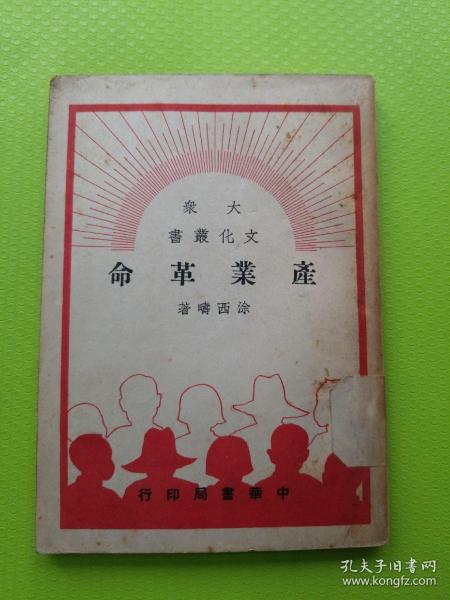 大衆
文化叢書
產業革命
涂西疇著
中華書局印行
孔夫子旧书网
www.kongfz.com